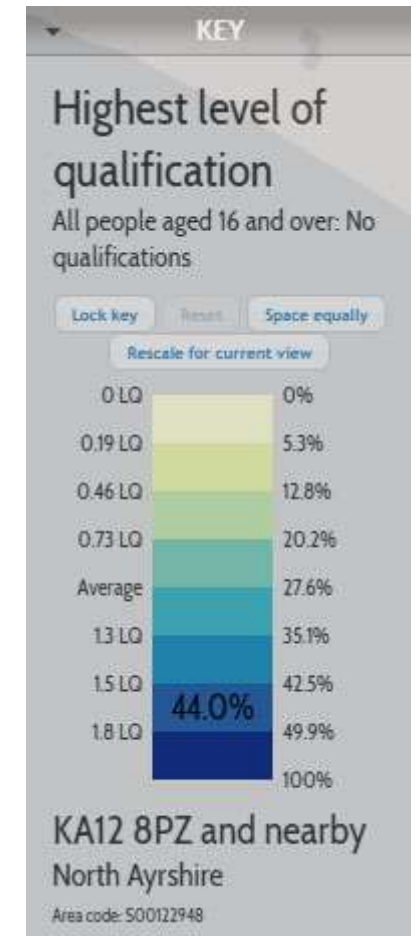 KEY
Highest level of
qualification
All people aged 16 and over: No
qualifications
Lock key Reset Space equally
Rescale for current view
0 LQ 0%
0.19 LQ 5.3%
0.46 LQ 12.8%
0.73 LQ 20.2%
Average 27.6%
1.3 LQ 35.1%
1.5 LQ 42.5%
44.0%
1.8 LQ 49.9%
100%
KA12 8PZ and nearby
North Ayrshire
Area code: S00122948